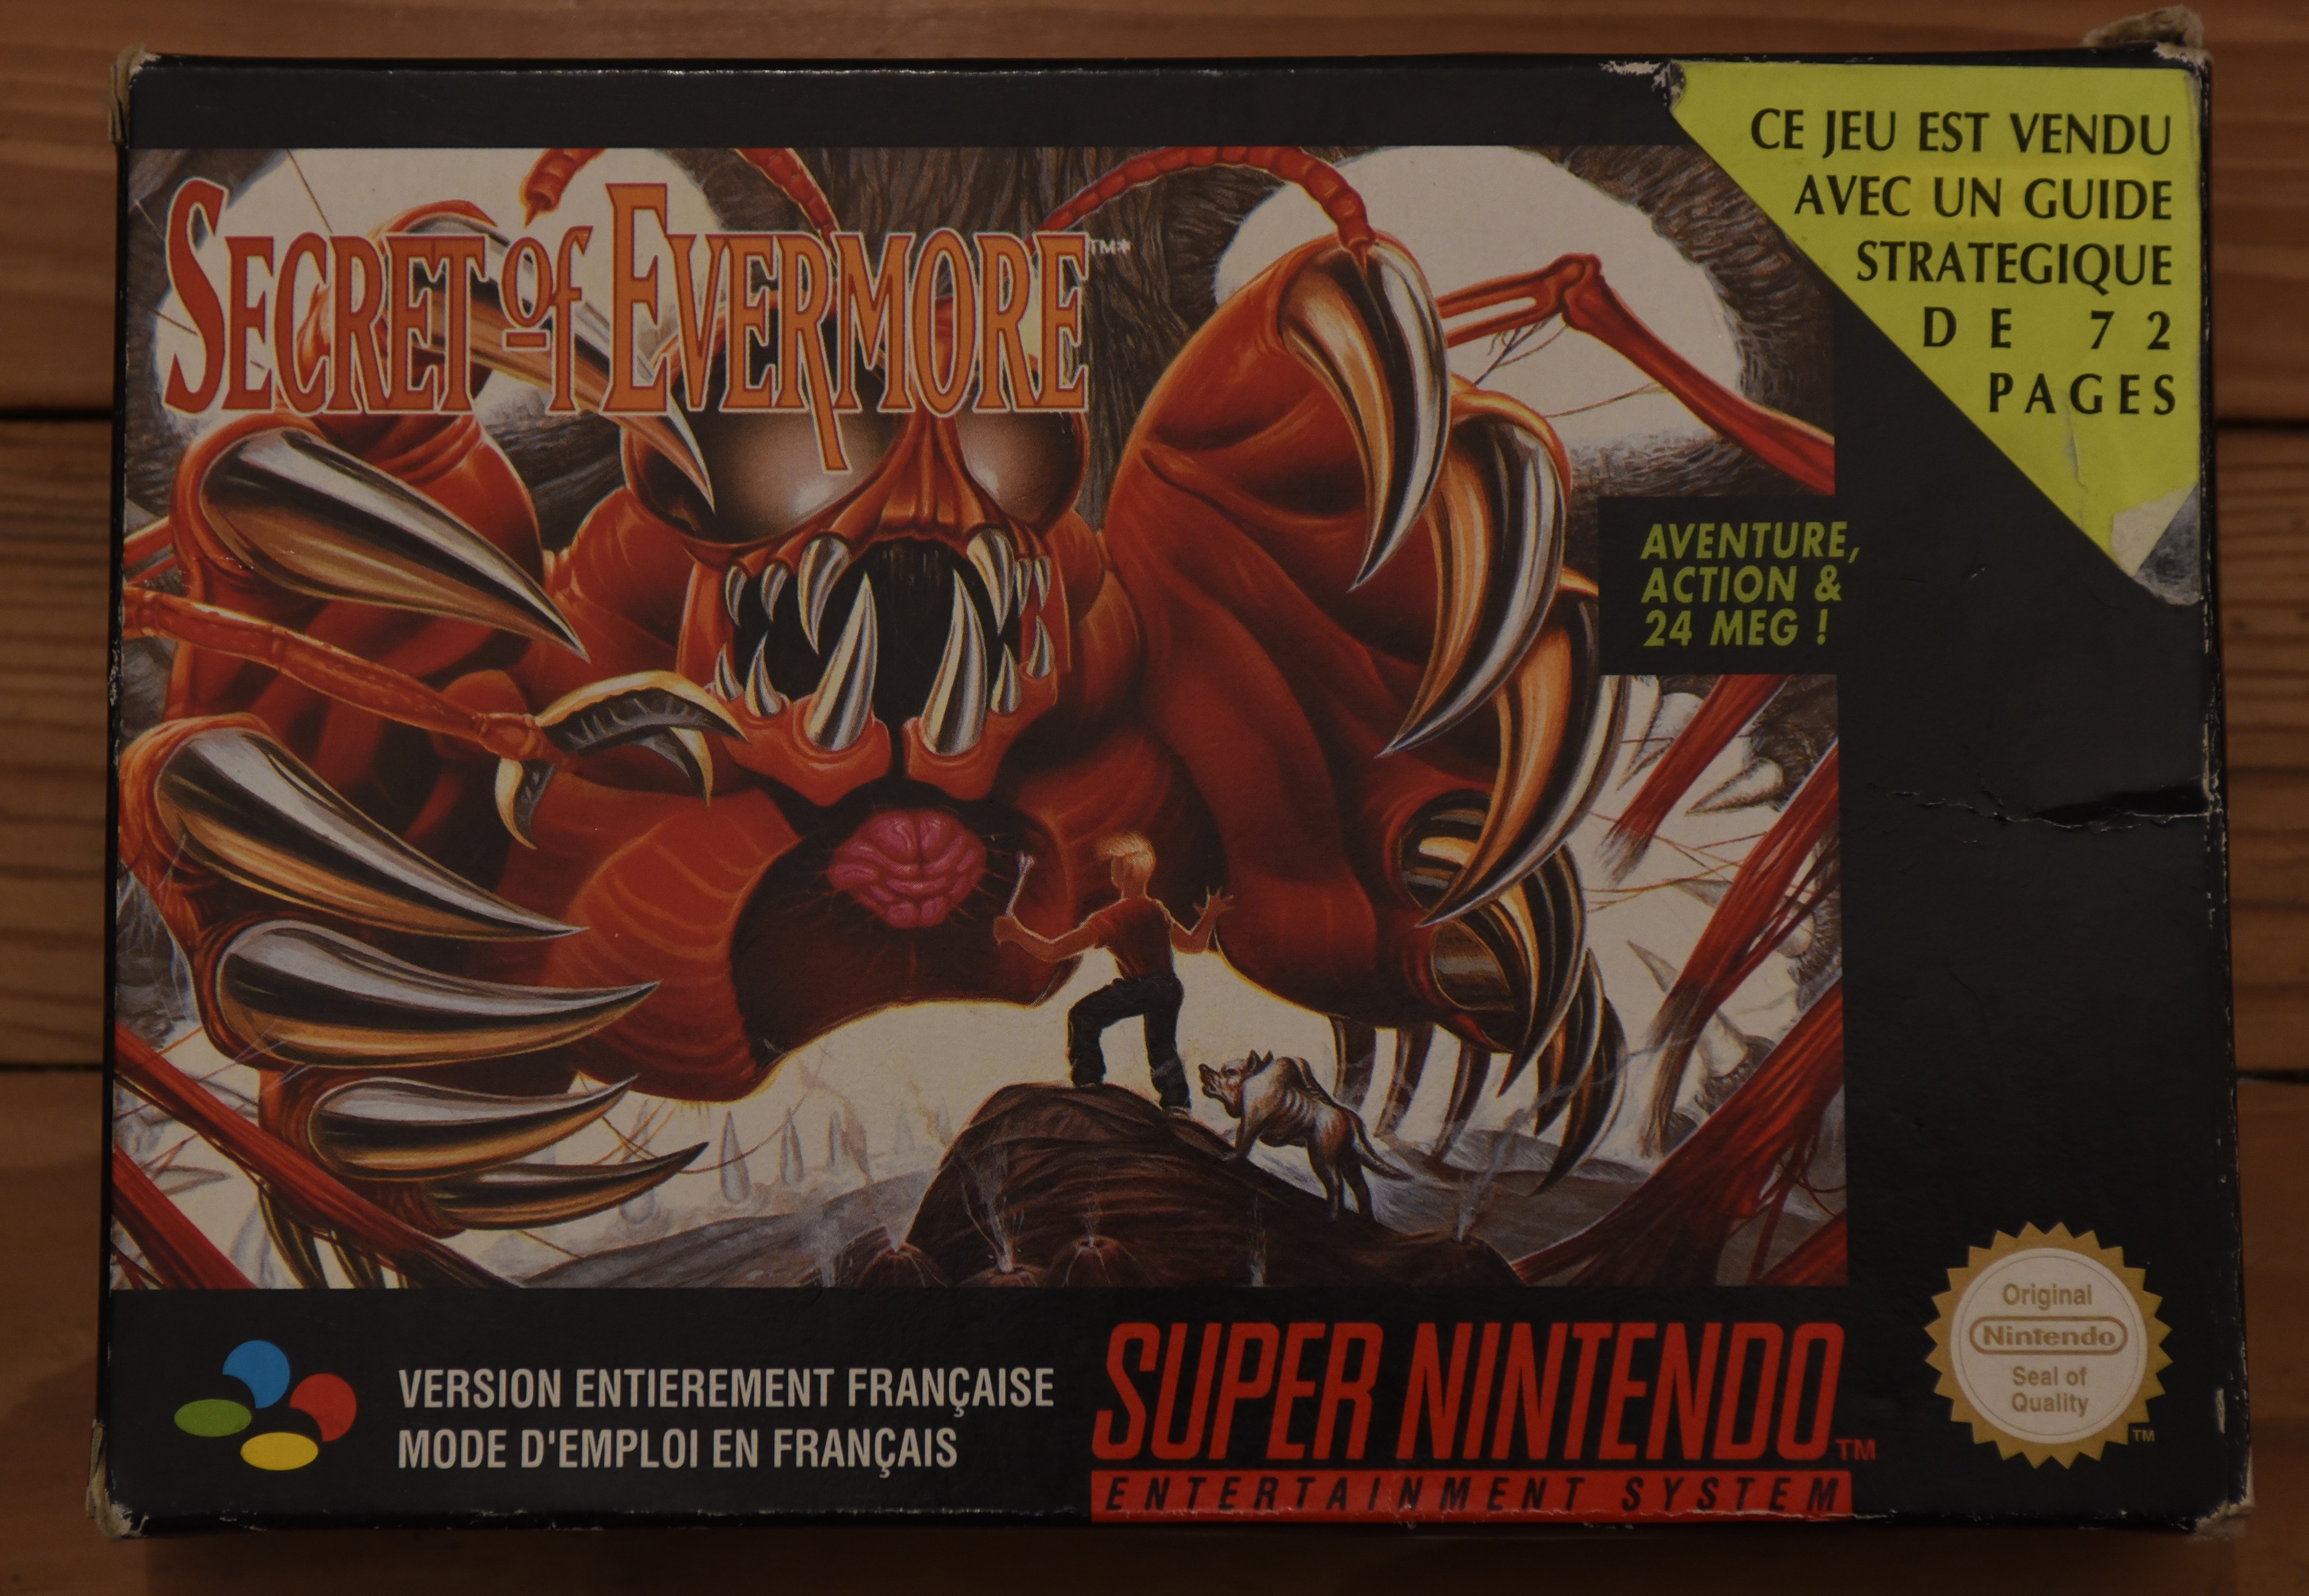 SECRET of EVERMORE™*
CE JEU EST VENDU
AVEC UN GUIDE
STRATEGIQUE
DE 72
PAGES
AVENTURE,
ACTION &
24 MEG !
VERSION ENTIEREMENT FRANÇAISE
MODE D'EMPLOI EN FRANÇAIS
SUPER NINTENDO™
ENTERTAINMENT SYSTEM
Original
Nintendo
Seal of
Quality
TM